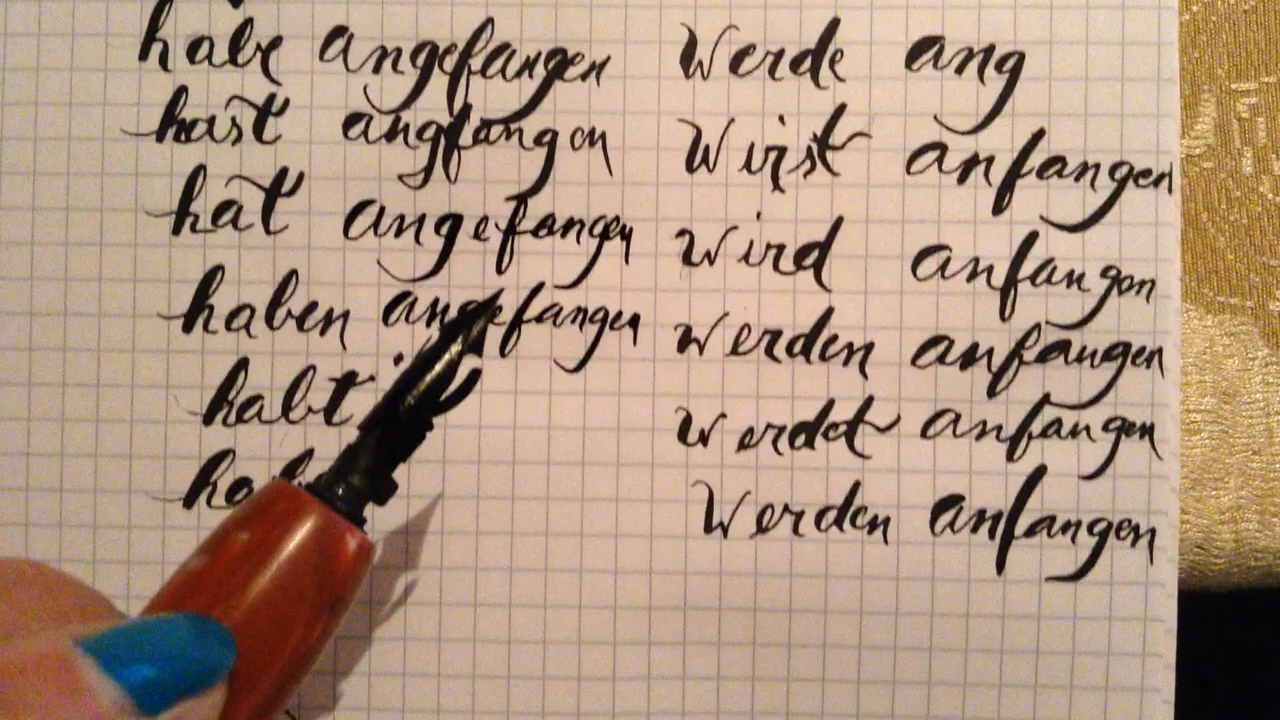 habe angefangen werde ang
hast angfangen wirst anfangen
hat angefangen wird anfangen
haben angefangen werden anfangen
habt werdet anfangen
werden anfangen